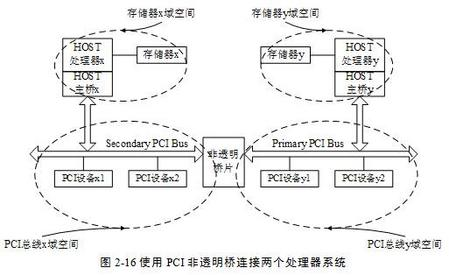 存储器x域空间
存储器y域空间
HOST
处理器x
存储器x
HOST
主桥x
存储器y
HOST
处理器y
HOST
主桥y
Secondary PCI Bus
非透明
桥片
Primary PCI Bus
PCI设备x1
PCI设备x2
PCI设备y1
PCI设备y2
PCI总线x域空间
PCI总线y域空间
图 2-16 使用 PCI 非透明桥连接两个处理器系统